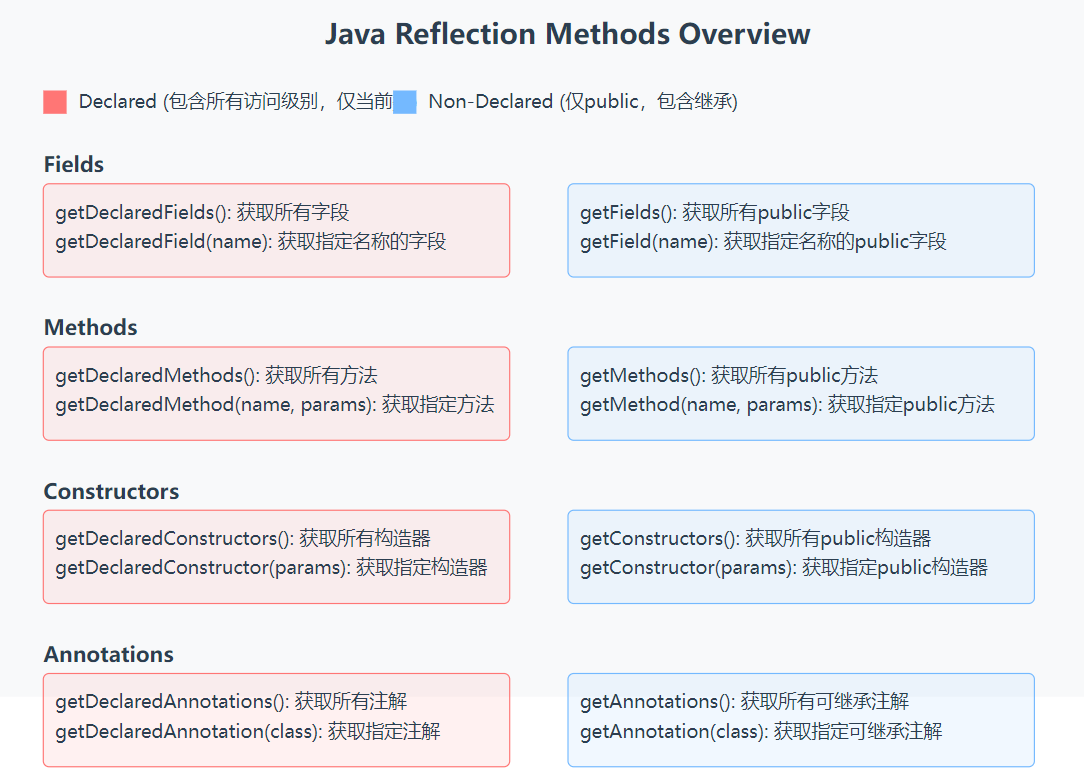 Java Reflection Methods Overview
Declared (包含所有访问级别，仅当前 Non-Declared (仅public，包含继承)
Fields
getDeclaredFields(): 获取所有字段
getDeclaredField(name): 获取指定名称的字段
getFields(): 获取所有public字段
getField(name): 获取指定名称的public字段
Methods
getDeclaredMethods(): 获取所有方法
getDeclaredMethod(name, params): 获取指定方法
getMethods(): 获取所有public方法
getMethod(name, params): 获取指定public方法
Constructors
getDeclaredConstructors(): 获取所有构造器
getDeclaredConstructor(params): 获取指定构造器
getConstructors(): 获取所有public构造器
getConstructor(params): 获取指定public构造器
Annotations
getDeclaredAnnotations(): 获取所有注解
getDeclaredAnnotation(class): 获取指定注解
getAnnotations(): 获取所有可继承注解
getAnnotation(class): 获取指定可继承注解